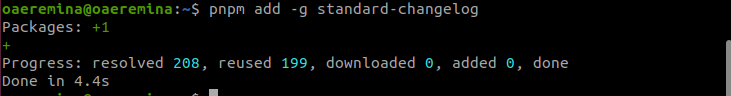 oaeremina@oaeremina:~$ pnpm add -g standard-changelog
Packages: +1
+
Progress: resolved 208, reused 199, downloaded 0, added 0, done
Done in 4.4s